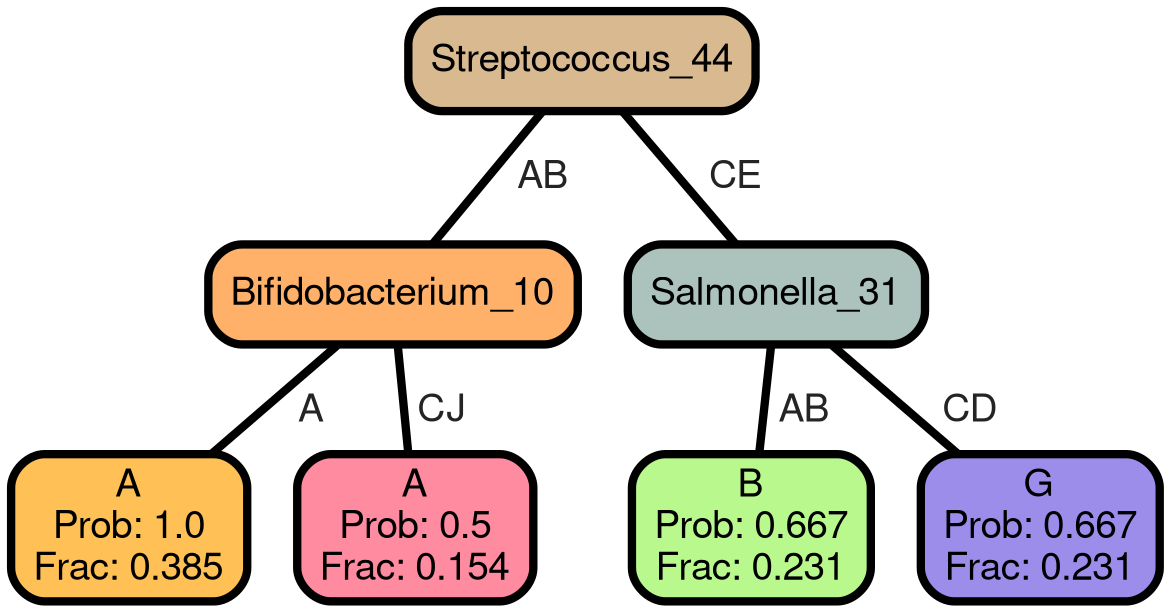 Streptococcus_44
AB
CE
Bifidobacterium_10
Salmonella_31
A
CJ
AB
CD
A
Prob: 1.0
Frac: 0.385
A
Prob: 0.5
Frac: 0.154
B
Prob: 0.667
Frac: 0.231
G
Prob: 0.667
Frac: 0.231